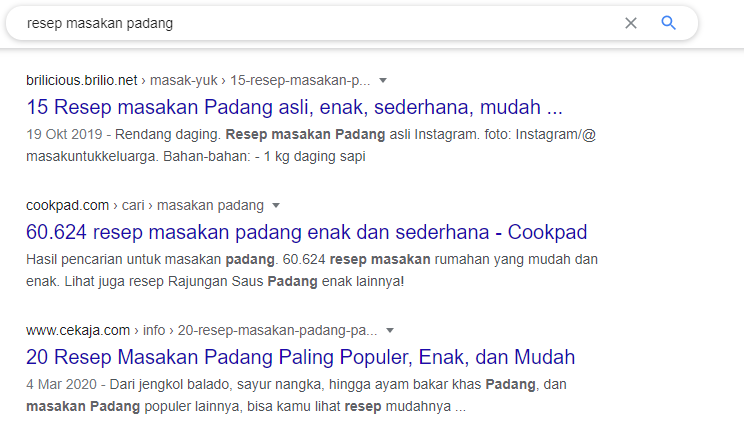 resep masakan padang
brilicious.brilio.net › masak-yuk › 15-resep-masakan-p...
15 Resep masakan Padang asli, enak, sederhana, mudah ...
19 Okt 2019 - Rendang daging. Resep masakan Padang asli Instagram. foto: Instagram/@
masakuntukkeluarga. Bahan-bahan: - 1 kg daging sapi
cookpad.com › cari › masakan padang
60.624 resep masakan padang enak dan sederhana - Cookpad
Hasil pencarian untuk masakan padang. 60.624 resep masakan rumahan yang mudah dan
enak. Lihat juga resep Rajungan Saus Padang enak lainnya!
www.cekaja.com › info › 20-resep-masakan-padang-pa...
20 Resep Masakan Padang Paling Populer, Enak, dan Mudah
4 Mar 2020 - Dari jengkol balado, sayur nangka, hingga ayam bakar khas Padang, dan
masakan Padang populer lainnya, bisa kamu lihat resep mudahnya ...